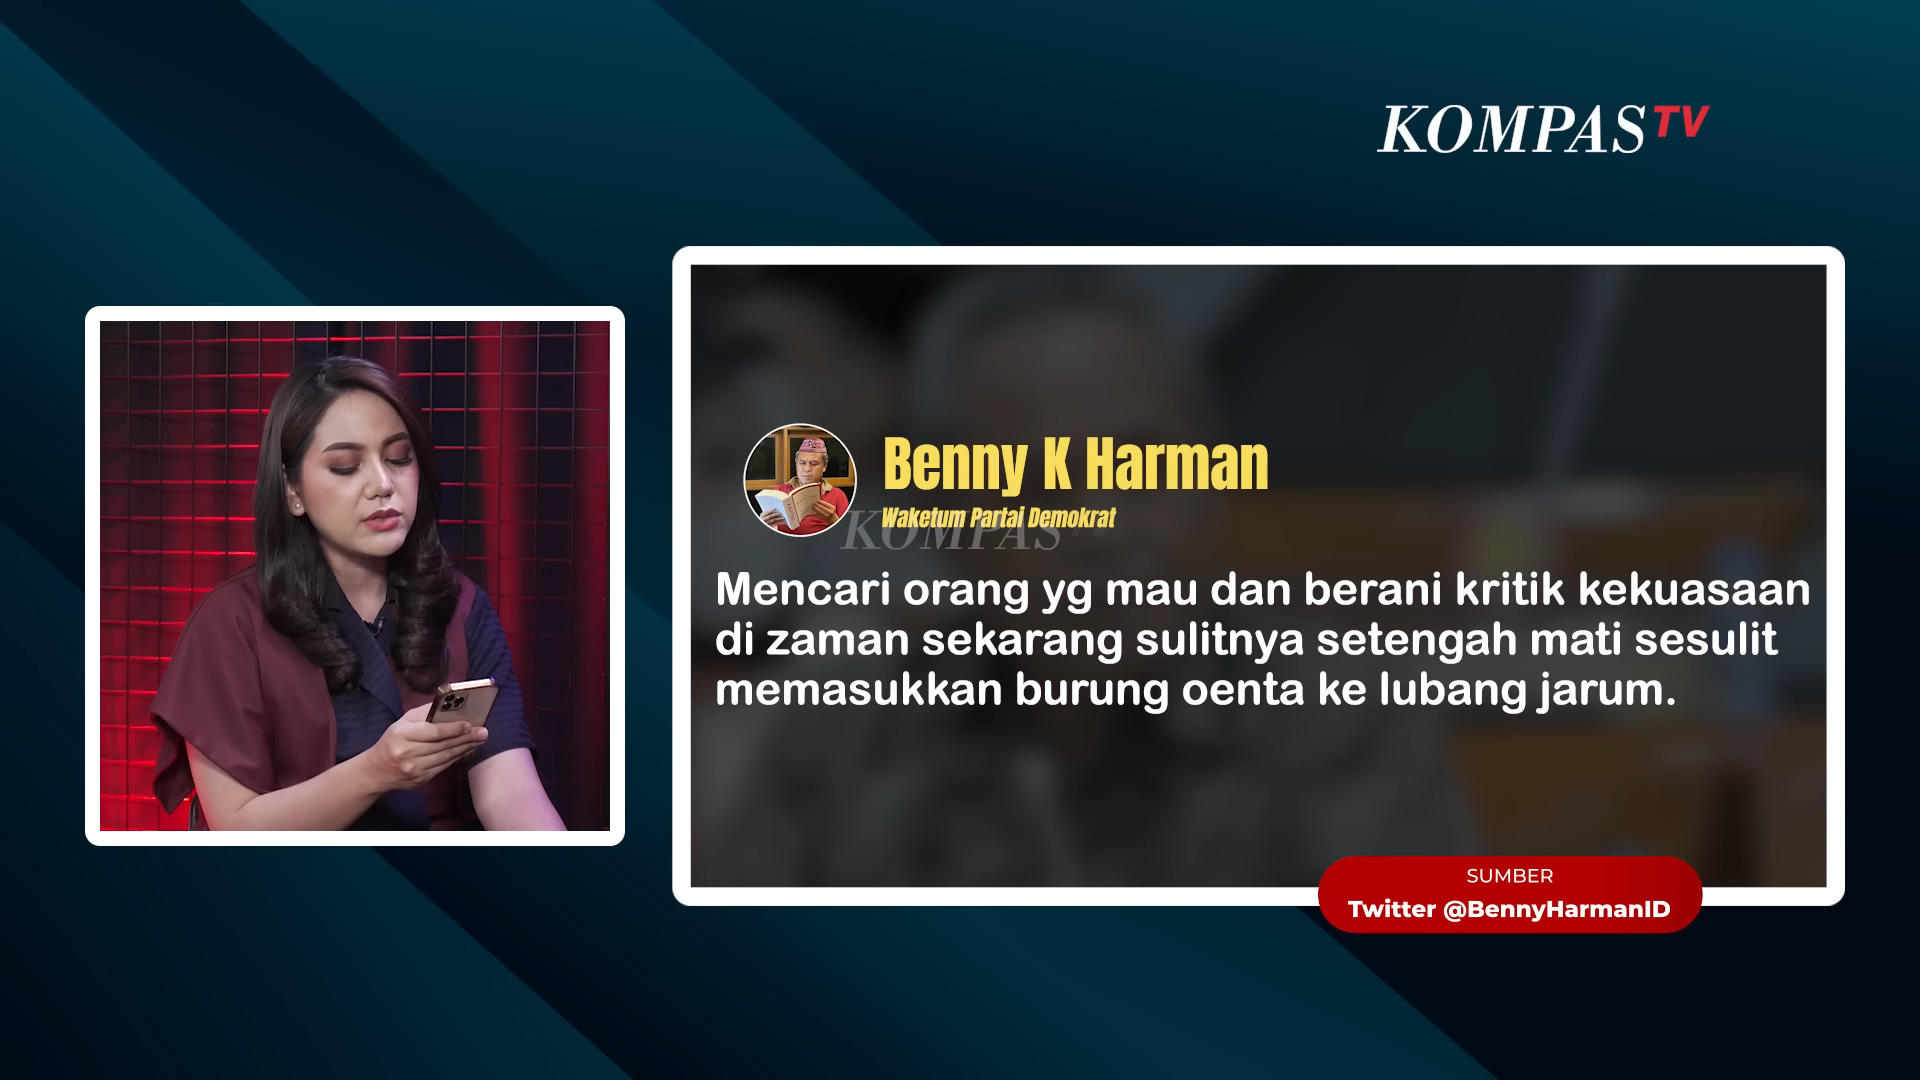 KOMPAS TV
Benny K Harman
Waketum Partai Demokrat
KOMPAS
Mencari orang yg mau dan berani kritik kekuasaan
di zaman sekarang sulitnya setengah mati sesulit
memasukkan burung oenta ke lubang jarum.
SUMBER
Twitter @BennyHarmanID